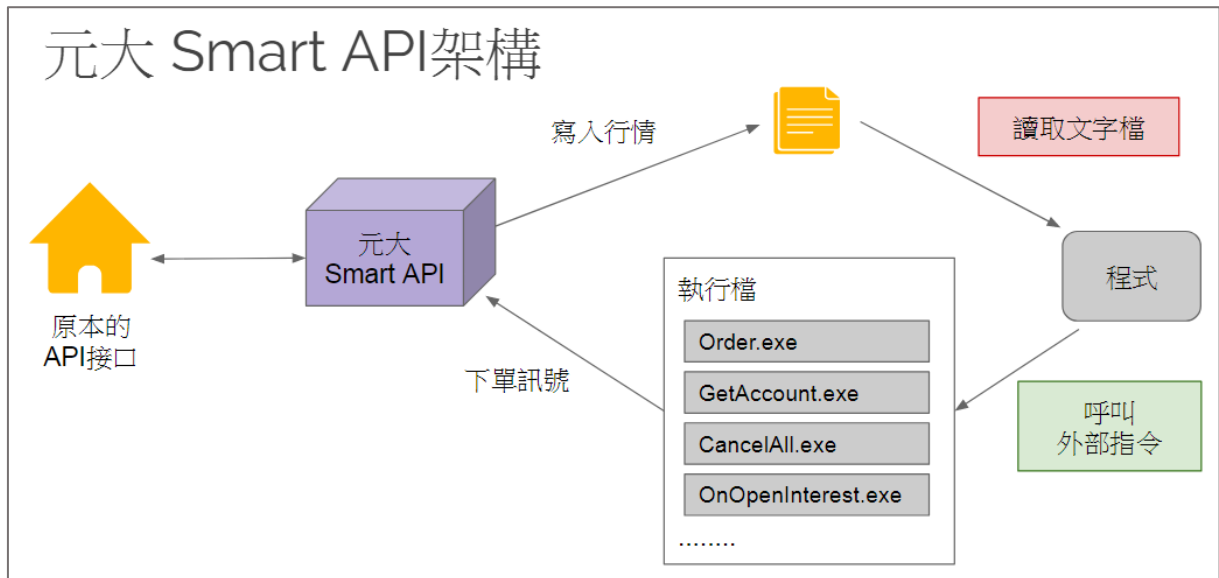 元大 Smart API架構
寫入行情
讀取文字檔
元大
Smart API
程式
原本的
API接口
下單訊號
執行檔
Order.exe
GetAccount.exe
CancelAll.exe
OnOpenInterest.exe
........
呼叫
外部指令